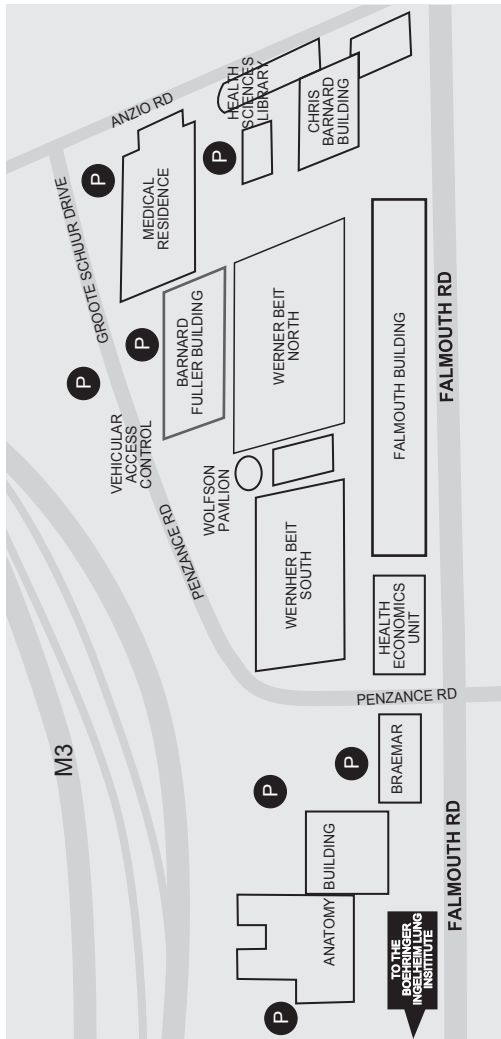 M3
ANATOMY BUILDING
BRAEMAR
TO THE
BOEHRINGER
INGELHEIM LUNG
INSTITUTE
FALMOUTH RD
PENZANCE RD
PENZANCE RD
VEHICULAR
ACCESS
CONTROL
WOLFSON
PAMLION
WERNHER BEIT
SOUTH
HEALTH
ECONOMICS
UNIT
GROOTE SCHUUR DRIVE
BARNARD
FULLER BUILDING
WERNER BEIT
NORTH
FALMOUTH BUILDING
FALMOUTH RD
ANZIO RD
MEDICAL
RESIDENCE
HEALTH
SCIENCES
LIBRARY
CHRIS
BARNARD
BUILDING
P
P
P
P
P
P
P